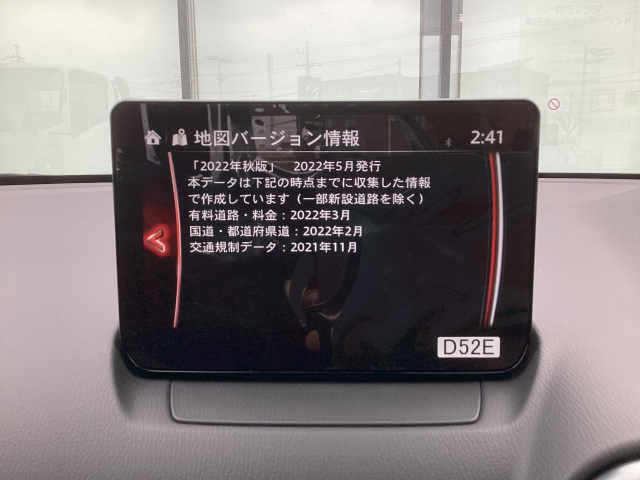 地図バージョン情報
2:41
「2022年秋版」 2022年5月発行
本データは下記の時点までに収集した情報
で作成しています（一部新設道路を除く）
有料道路・料金：2022年3月
国道・都道府県道：2022年2月
交通規制データ：2021年11月
D52E